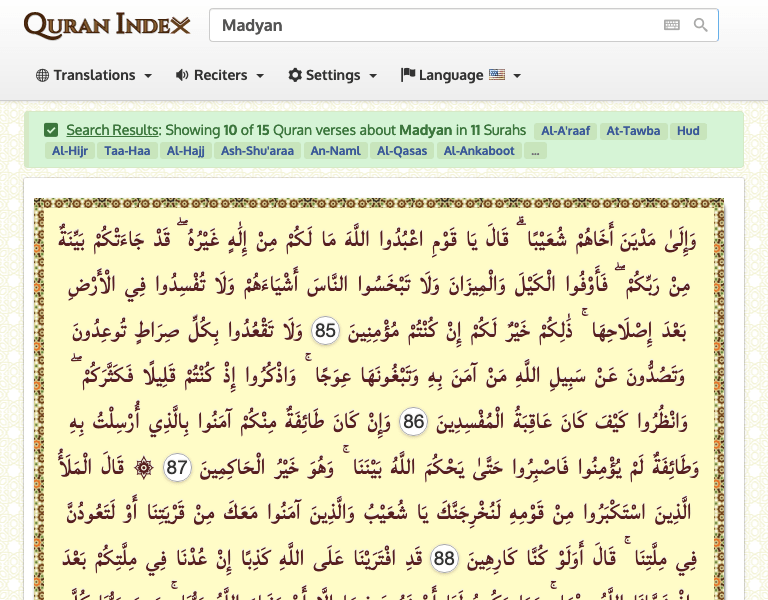 QURAN INDEX
Madyan
Translations Reciters Settings Language
Search Results: Showing 10 of 15 Quran verses about Madyan in 11 Surahs Al-A'raaf At-Tawba Hud
Al-Hijr Taa-Haa Al-Hajj Ash-Shu'araa An-Naml Al-Qasas Al-Ankaboot ...
وَإِلَىٰ مَدْيَنَ أَخَاهُمْ شُعَيْبًا ۗ قَالَ يَا قَوْمِ اعْبُدُوا اللَّهَ مَا لَكُمْ مِنْ إِلَٰهٍ غَيْرُهُ ۖ قَدْ جَاءَتْكُمْ بَيِّنَةٌ
مِنْ رَبِّكُمْ ۖ فَأَوْفُوا الْكَيْلَ وَالْمِيزَانَ وَلَا تَبْخَسُوا النَّاسَ أَشْيَاءَهُمْ وَلَا تُفْسِدُوا فِي الْأَرْضِ
بَعْدَ إِصْلَاحِهَا ۚ ذَٰلِكُمْ خَيْرٌ لَكُمْ إِنْ كُنْتُمْ مُؤْمِنِينَ 85 وَلَا تَقْعُدُوا بِكُلِّ صِرَاطٍ تُوعِدُونَ
وَتَصُدُّونَ عَنْ سَبِيلِ اللَّهِ مَنْ آمَنَ بِهِ وَتَبْغُونَهَا عِوَجًا ۚ وَاذْكُرُوا إِذْ كُنْتُمْ قَلِيلًا فَكَثَّرَكُمْ ۖ
وَانْظُرُوا كَيْفَ كَانَ عَاقِبَةُ الْمُفْسِدِينَ 86 وَإِنْ كَانَ طَائِفَةٌ مِنْكُمْ آمَنُوا بِالَّذِي أُرْسِلْتُ بِهِ
وَطَائِفَةٌ لَمْ يُؤْمِنُوا فَاصْبِرُوا حَتَّىٰ يَحْكُمَ اللَّهُ بَيْنَنَا ۚ وَهُوَ خَيْرُ الْحَاكِمِينَ 87 ۞ قَالَ الْمَلَأُ
الَّذِينَ اسْتَكْبَرُوا مِنْ قَوْمِهِ لَنُخْرِجَنَّكَ يَا شُعَيْبُ وَالَّذِينَ آمَنُوا مَعَكَ مِنْ قَرْيَتِنَا أَوْ لَتَعُودُنَّ
فِي مِلَّتِنَا ۚ قَالَ أَوَلَوْ كُنَّا كَارِهِينَ 88 قَدِ افْتَرَيْنَا عَلَى اللَّهِ كَذِبًا إِنْ عُدْنَا فِي مِلَّتِكُمْ بَعْدَ